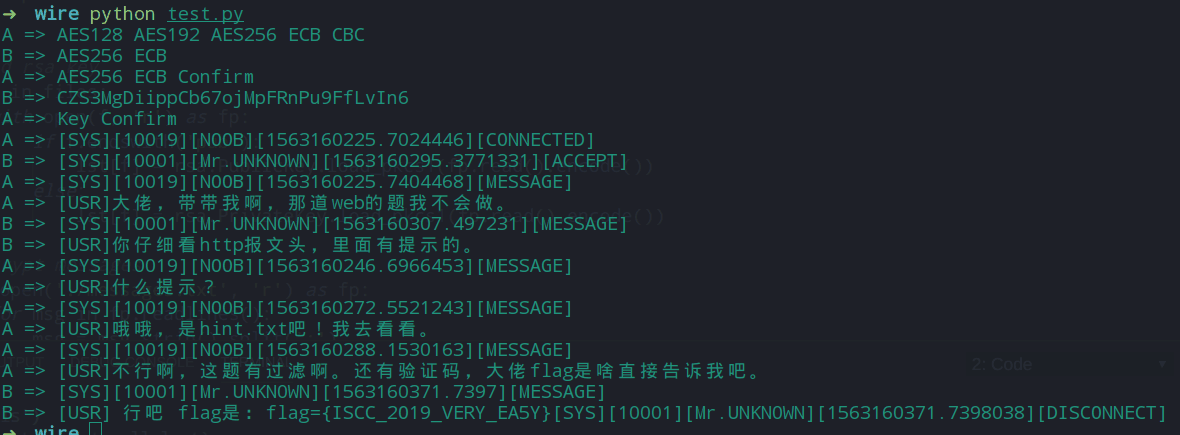 ➜ wire python test.py
A => AES128 AES192 AES256 ECB CBC
B => AES256 ECB
A => AES256 ECB Confirm
B => CZS3MgDiippCb67ojMpFRnPu9FfLvIn6
A => Key Confirm
A => [SYS][10019][N00B][1563160225.7024446][CONNECTED]
B => [SYS][10001][Mr.UNKNOWN][1563160295.3771331][ACCEPT]
A => [SYS][10019][N00B][1563160225.7404468][MESSAGE]
A => [USR]大佬，带带我啊，那道web的题我不会做。
B => [SYS][10001][Mr.UNKNOWN][1563160307.497231][MESSAGE]
B => [USR]你仔细看http报文头，里面有提示的。
A => [SYS][10019][N00B][1563160246.6966453][MESSAGE]
A => [USR]什么提示？
A => [SYS][10019][N00B][1563160272.5521243][MESSAGE]
A => [USR]哦哦，是hint.txt吧！我去看看。
A => [SYS][10019][N00B][1563160288.1530163][MESSAGE]
A => [USR]不行啊，这题有过滤啊。还有验证码，大佬flag是啥直接告诉我吧。
2: Code
B => [SYS][10001][Mr.UNKNOWN][1563160371.7397][MESSAGE]
B => [USR] 行吧 flag是: flag={ISCC_2019_VERY_EA5Y}[SYS][10001][Mr.UNKNOWN][1563160371.7398038][DISCONNECT]
➜ wire